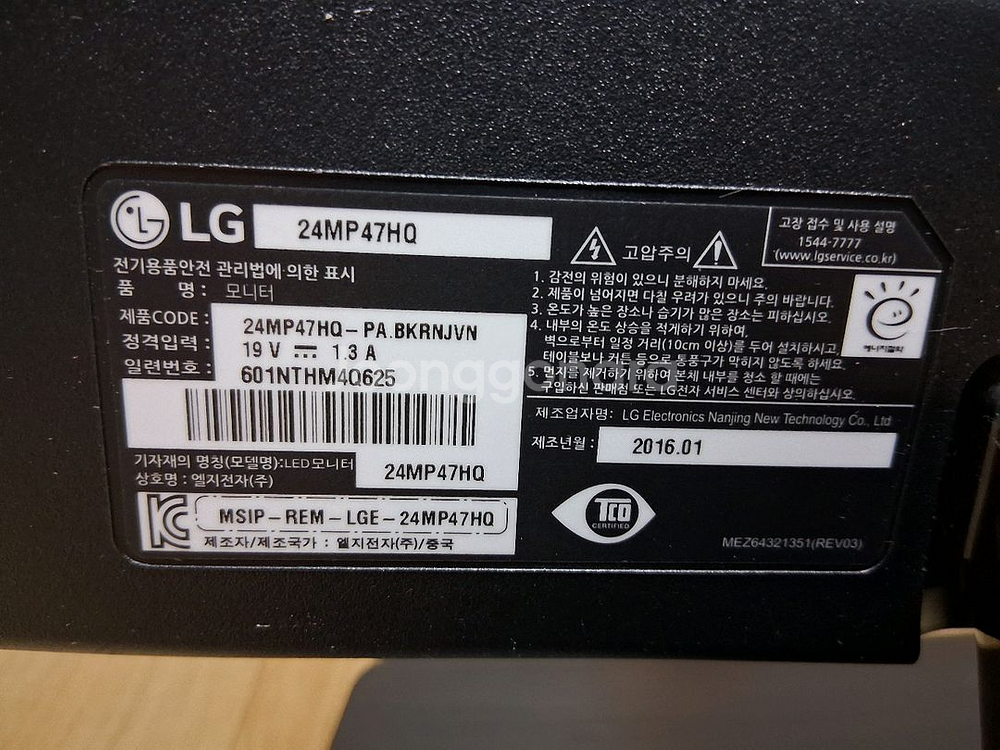 LG 24MP47HQ
전기용품안전 관리법에 의한 표시
품 명 : 모니터
제품CODE : 24MP47HQ-PA.BKRNJVN
정격입력 : 19 V 1.3 A
일련번호 : 601NTHM4Q625
기자재의 명칭(모델명):LED모니터 24MP47HQ
상호명 : 엘지전자(주)
MSIP-REM-LGE-24MP47HQ
제조자/제조국가 : 엘지전자(주)/중국
고압주의
고장 접수 및 사용 설명
1544-7777
(www.lgservice.co.kr)
1. 감전의 위험이 있으니 분해하지 마세요.
2. 제품이 넘어지면 다칠 우려가 있으니 주의 바랍니다.
3. 온도가 높은 장소나 습기가 많은 장소는 피하십시오.
4. 내부의 온도 상승을 적게하기 위하여,
벽으로부터 일정 거리(10cm 이상)를 두어 설치하시고,
테이블보나 커튼 등으로 통풍구가 막히지 않도록 하세요.
5. 먼지를 제거하기 위하여 본체 내부를 청소 할 때에는
구입하신 판매점 또는 LG전자 서비스 센터와 상의하십시오.
에너지절약
제조업자명: LG Electronics Nanjing New Technology Co., Ltd
제조년월 : 2016.01
TCO
CERTIFIED
MEZ64321351(REV03)